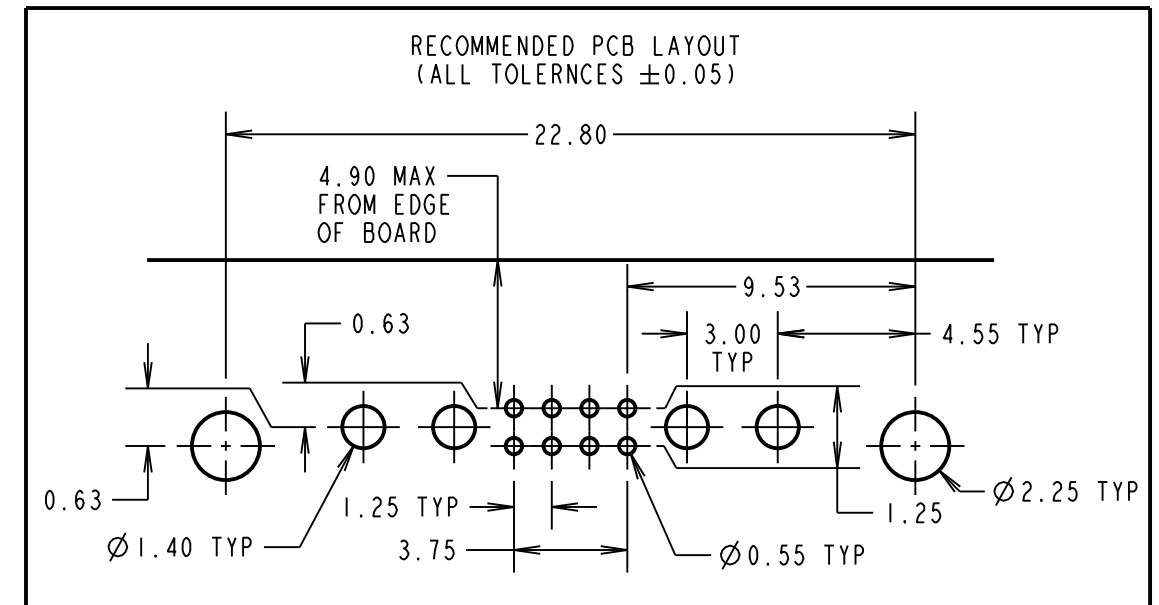 RECOMMENDED PCB LAYOUT
(ALL TOLERNCES ±0.05)
22.80
4.90 MAX
FROM EDGE
OF BOARD
9.53
0.63
3.00
TYP
4.55 TYP
0.63
1.25 TYP
Ø2.25 TYP
1.25
Ø1.40 TYP
3.75
Ø0.55 TYP